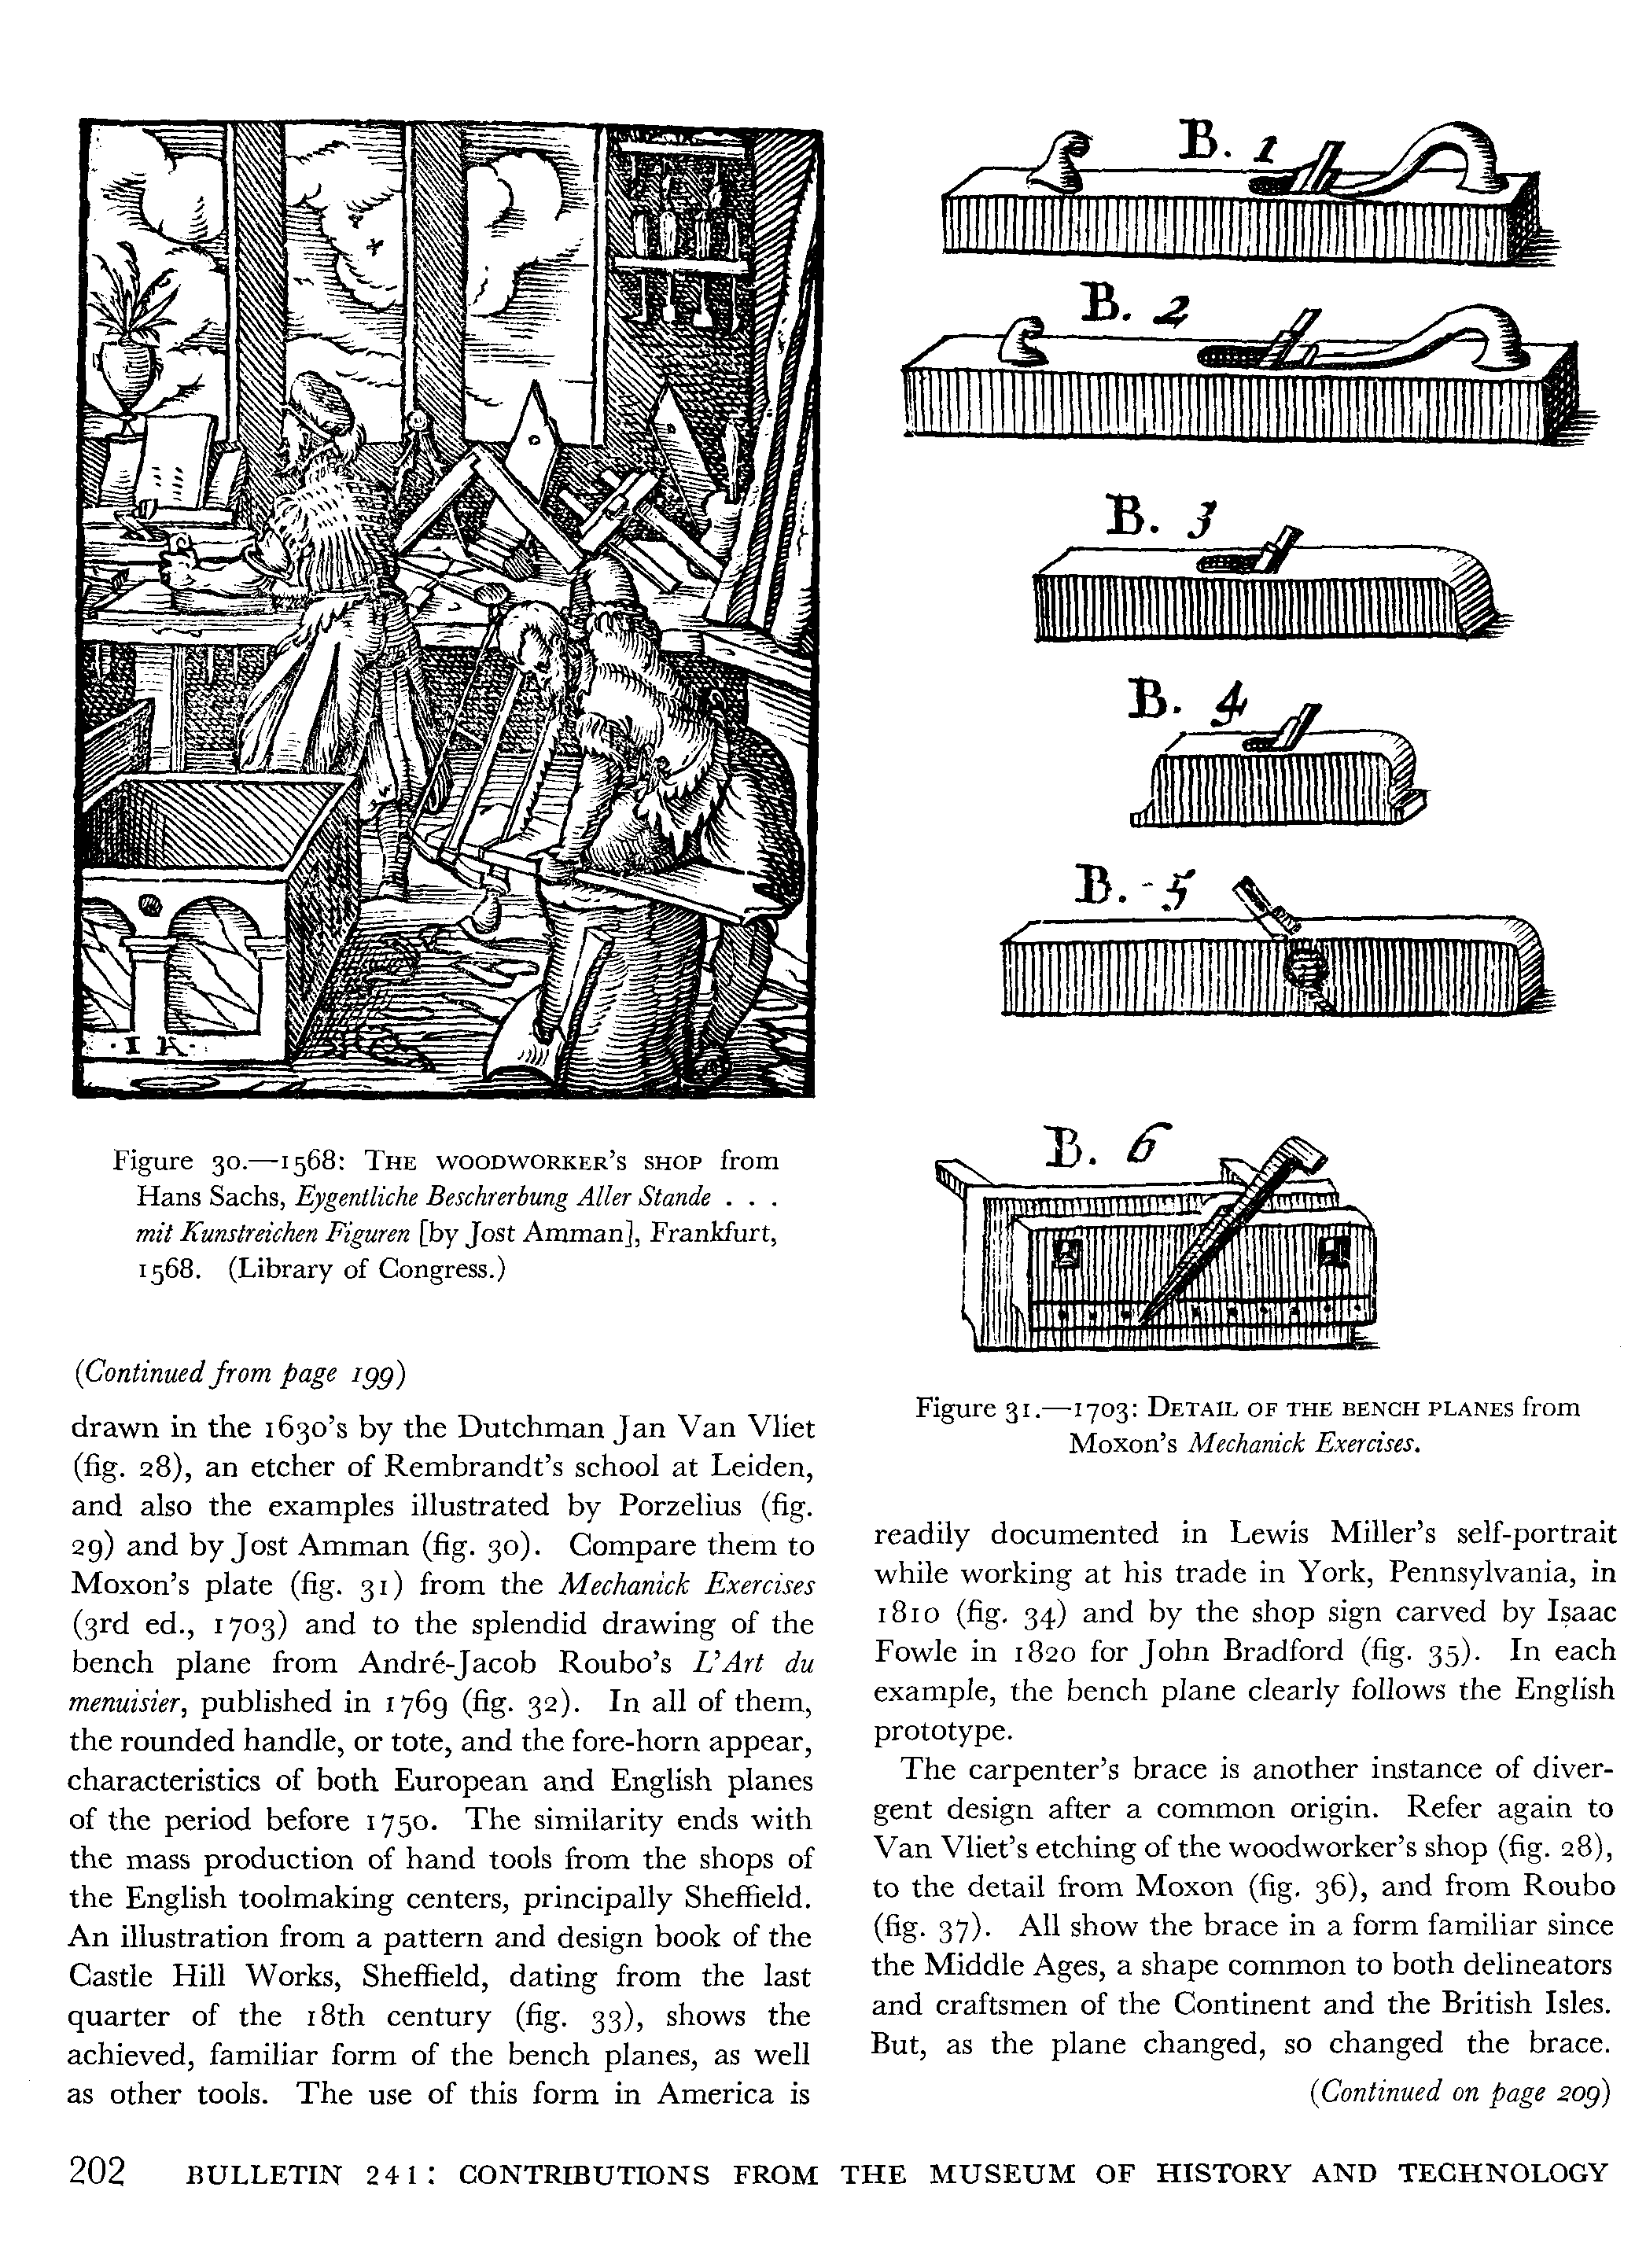 ·I K·
Figure 30.—1568: THE WOODWORKER'S SHOP from
Hans Sachs, Eygentliche Beschrerbung Aller Stande . . .
mit Kunstreichen Figuren [by Jost Amman], Frankfurt,
1568. (Library of Congress.)
(Continued from page 199)
drawn in the 1630's by the Dutchman Jan Van Vliet
(fig. 28), an etcher of Rembrandt's school at Leiden,
and also the examples illustrated by Porzelius (fig.
29) and by Jost Amman (fig. 30). Compare them to
Moxon's plate (fig. 31) from the Mechanick Exercises
(3rd ed., 1703) and to the splendid drawing of the
bench plane from André-Jacob Roubo's L'Art du
menuisier, published in 1769 (fig. 32). In all of them,
the rounded handle, or tote, and the fore-horn appear,
characteristics of both European and English planes
of the period before 1750. The similarity ends with
the mass production of hand tools from the shops of
the English toolmaking centers, principally Sheffield.
An illustration from a pattern and design book of the
Castle Hill Works, Sheffield, dating from the last
quarter of the 18th century (fig. 33), shows the
achieved, familiar form of the bench planes, as well
as other tools. The use of this form in America is
B. 1
B. 2
B. 3
B. 4
B. 5
B. 6
Figure 31.—1703: DETAIL OF THE BENCH PLANES from
Moxon's Mechanick Exercises.
readily documented in Lewis Miller's self-portrait
while working at his trade in York, Pennsylvania, in
1810 (fig. 34) and by the shop sign carved by Isaac
Fowle in 1820 for John Bradford (fig. 35). In each
example, the bench plane clearly follows the English
prototype.
The carpenter's brace is another instance of diver-
gent design after a common origin. Refer again to
Van Vliet's etching of the woodworker's shop (fig. 28),
to the detail from Moxon (fig. 36), and from Roubo
(fig. 37). All show the brace in a form familiar since
the Middle Ages, a shape common to both delineators
and craftsmen of the Continent and the British Isles.
But, as the plane changed, so changed the brace.
(Continued on page 209)
202 BULLETIN 241: CONTRIBUTIONS FROM THE MUSEUM OF HISTORY AND TECHNOLOGY